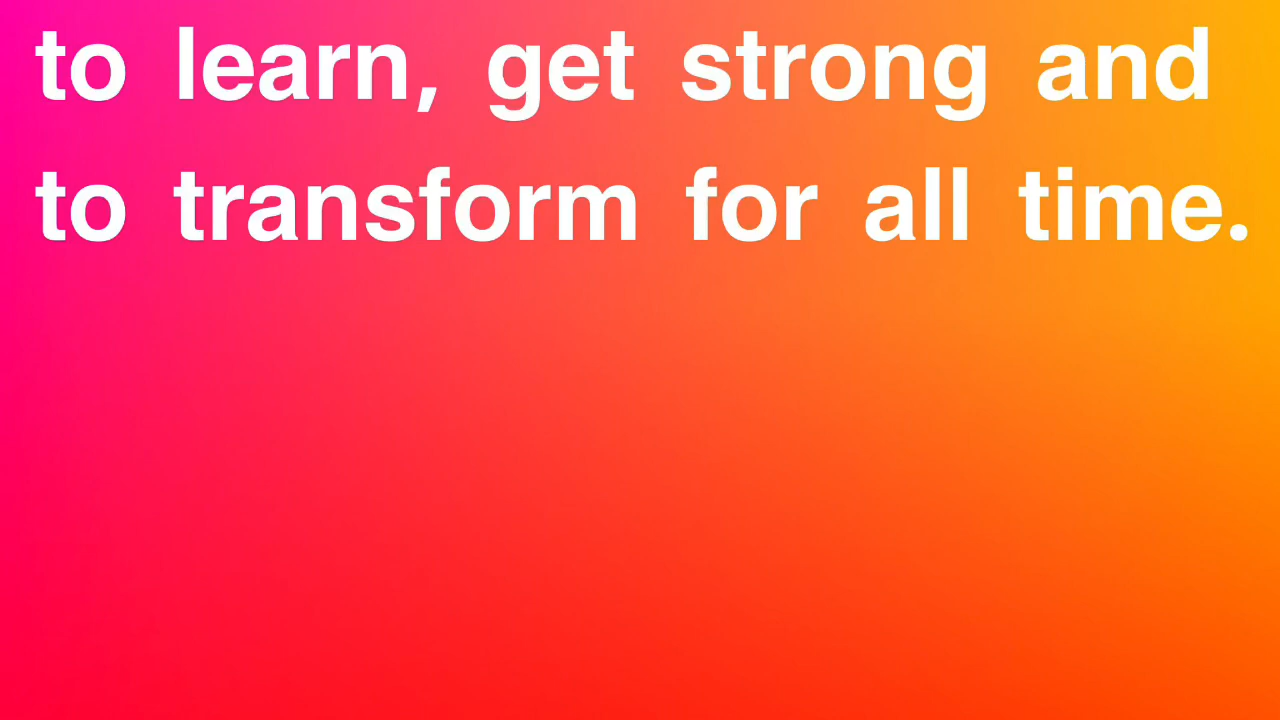 to learn, get strong and
to transform for all time.